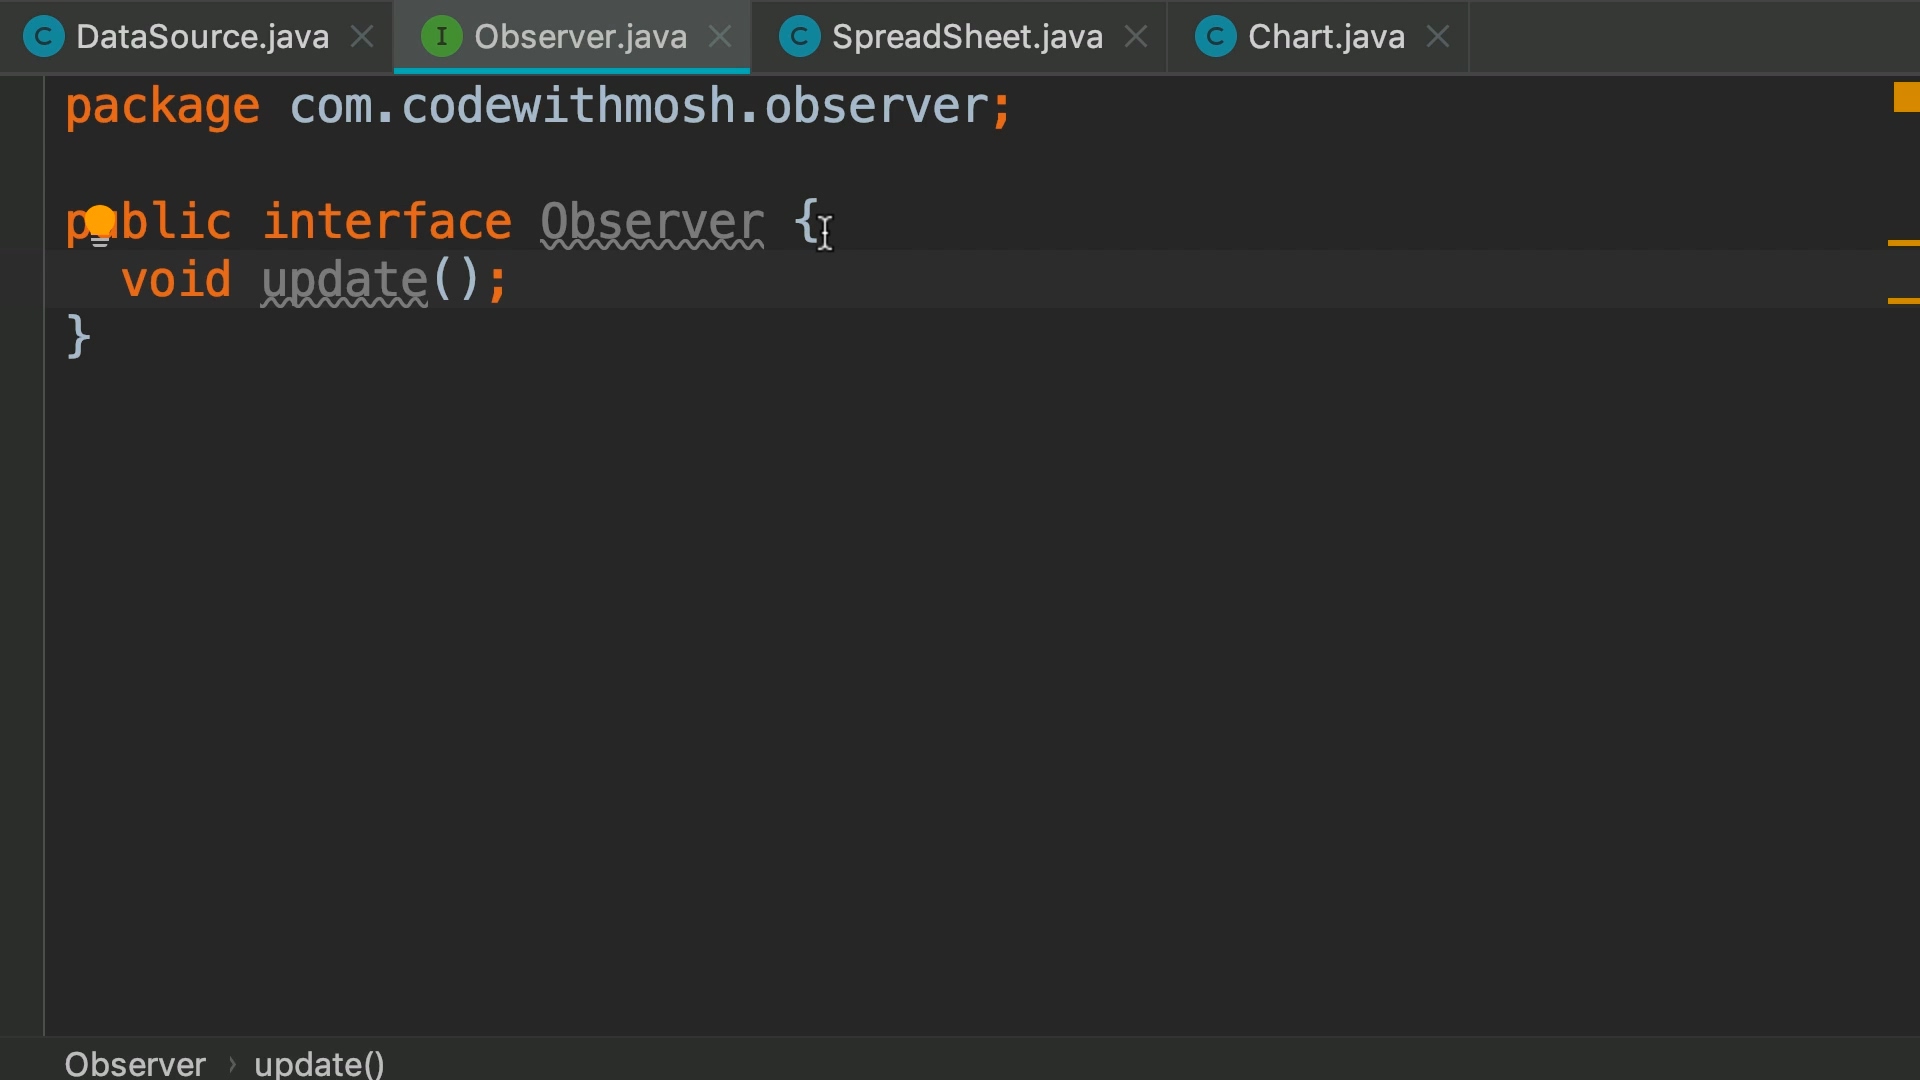 DataSource.java Observer.java SpreadSheet.java Chart.java
package com.codewithmosh.observer;
public interface Observer {
void update();
}
Observer › update()